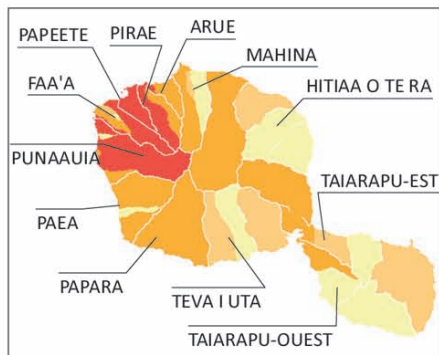 ARUE
PIRAE
PAPEETE
MAHINA
FAA'A
HITIAA O TE RA
PUNAAUIA
TAIARAPU-EST
PAEA
PAPARA
TEVA I UTA
TAIARAPU-OUEST